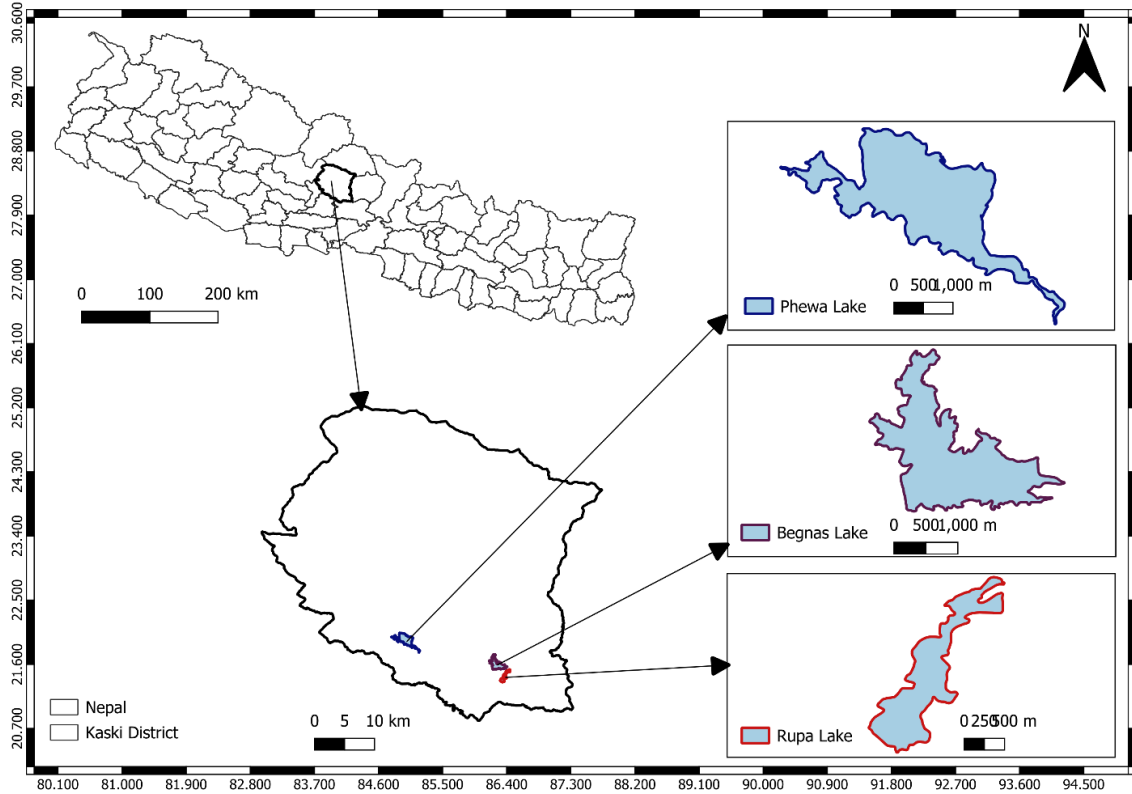 N
30.600
29.700
28.800
27.900
27.000
26.100
25.200
24.300
23.400
22.500
21.600
20.700
0 100 200 km
0 500 1,000 m
Phewa Lake
0 500 1,000 m
Begnas Lake
0 250 500 m
Rupa Lake
Nepal
Kaski District
0 5 10 km
80.100 81.000 81.900 82.800 83.700 84.600 85.500 86.400 87.300 88.200 90.000 90.900 91.800 92.700 93.600 94.500